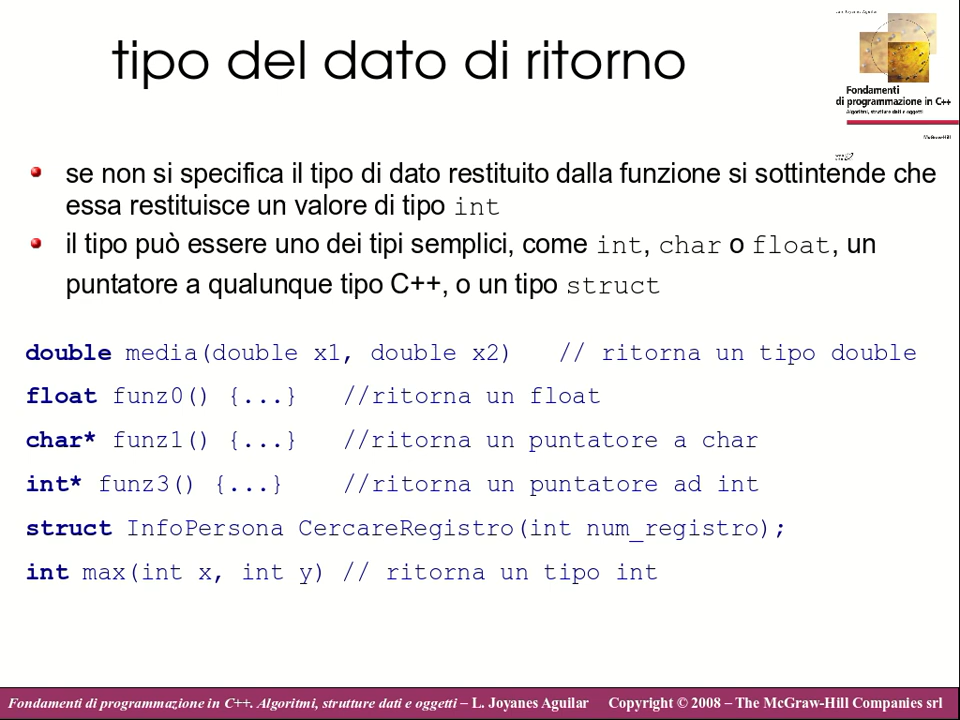 tipo del dato di ritorno
Fondamenti
di programmazione in C++
Algoritmi, strutture dati e oggetti
McGraw-Hill
se non si specifica il tipo di dato restituito dalla funzione si sottintende che
essa restituisce un valore di tipo int
il tipo può essere uno dei tipi semplici, come int, char o float, un
puntatore a qualunque tipo C++, o un tipo struct
double media(double x1, double x2) // ritorna un tipo double
float funz0() {...} //ritorna un float
char* funz1() {...} //ritorna un puntatore a char
int* funz3() {...} //ritorna un puntatore ad int
struct InfoPersona CercareRegistro(int num_registro);
int max(int x, int y) // ritorna un tipo int
Fondamenti di programmazione in C++. Algoritmi, strutture dati e oggetti – L. Joyanes Aguilar Copyright © 2008 – The McGraw-Hill Companies srl